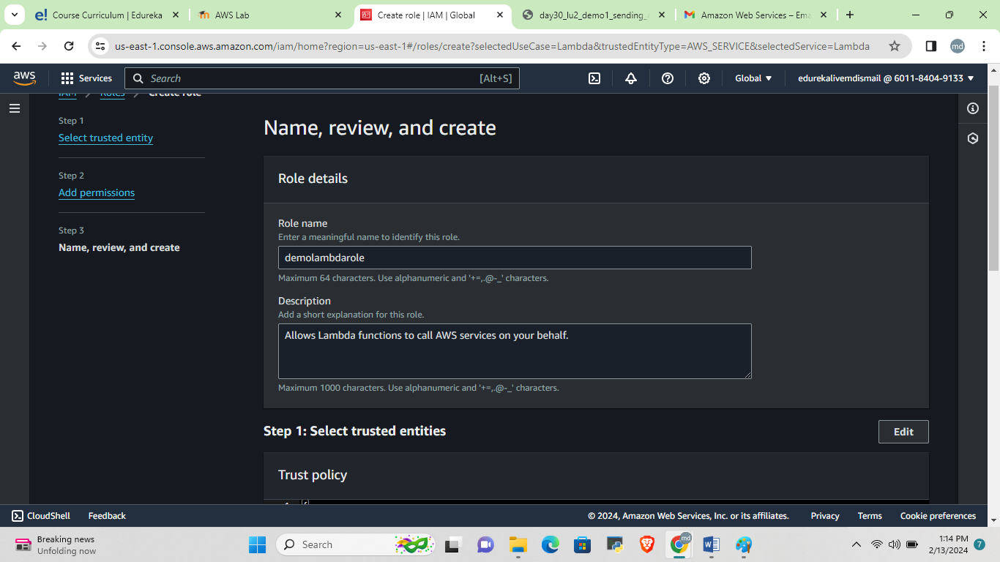 e! Course Curriculum | Edureka
AWS Lab
Create role | IAM | Global
day30_lu2_demo1_sending_
Amazon Web Services – Ema
us-east-1.console.aws.amazon.com/iam/home?region=us-east-1#/roles/create?selectedUseCase=Lambda&trustedEntityType=AWS_SERVICE&selectedService=Lambda
md
aws
Services
Search
[Alt+S]
Global
edurekalivemdismail @ 6011-8404-9133
IAM
Roles
Create role
Step 1
Select trusted entity
Step 2
Add permissions
Step 3
Name, review, and create
Name, review, and create
Role details
Role name
Enter a meaningful name to identify this role.
demolambdarole
Maximum 64 characters. Use alphanumeric and '+=,.@-_' characters.
Description
Add a short explanation for this role.
Allows Lambda functions to call AWS services on your behalf.
Maximum 1000 characters. Use alphanumeric and '+=,.@-_' characters.
Step 1: Select trusted entities
Edit
Trust policy
CloudShell
Feedback
© 2024, Amazon Web Services, Inc. or its affiliates.
Privacy
Terms
Cookie preferences
Breaking news
Unfolding now
Search
md
1:14 PM
2/13/2024
7